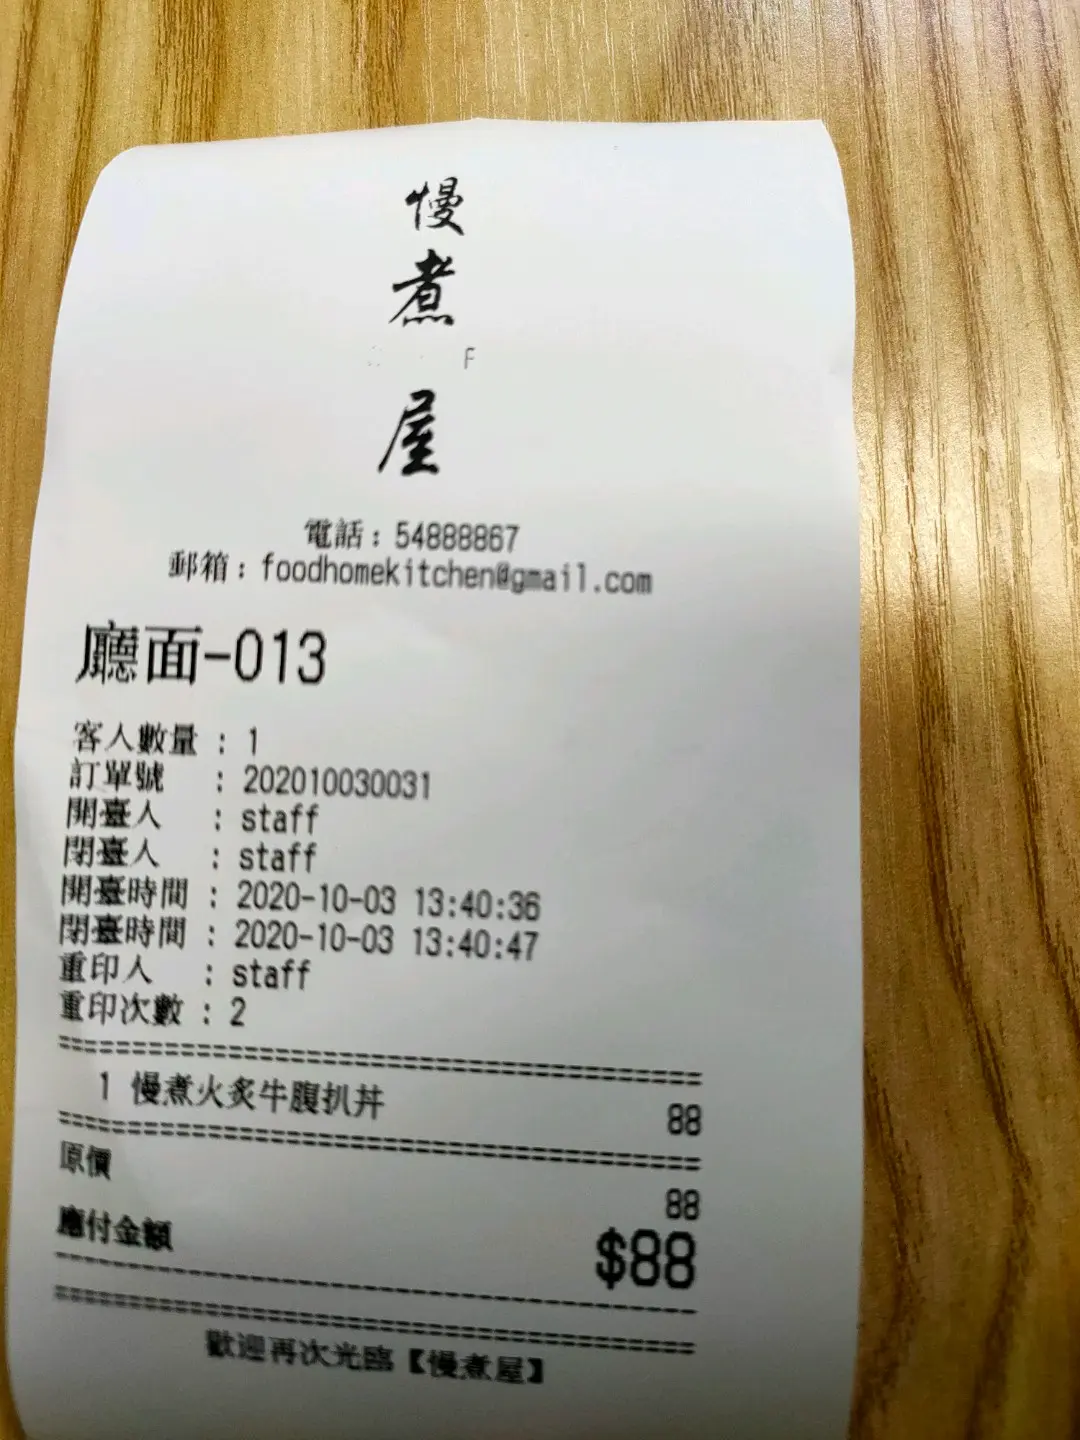 慢
煮
F
屋
電話：54888867
郵箱：foodhomekitchen@gmail.com
廳面-013
客人數量 : 1
訂單號 : 202010030031
開臺人 : staff
閉臺人 : staff
開臺時間 : 2020-10-03 13:40:36
閉臺時間 : 2020-10-03 13:40:47
重印人 : staff
重印次數 : 2
1 慢煮火炙牛腹扒丼 88
原價 88
應付金額 $88
歡迎再次光臨【慢煮屋】